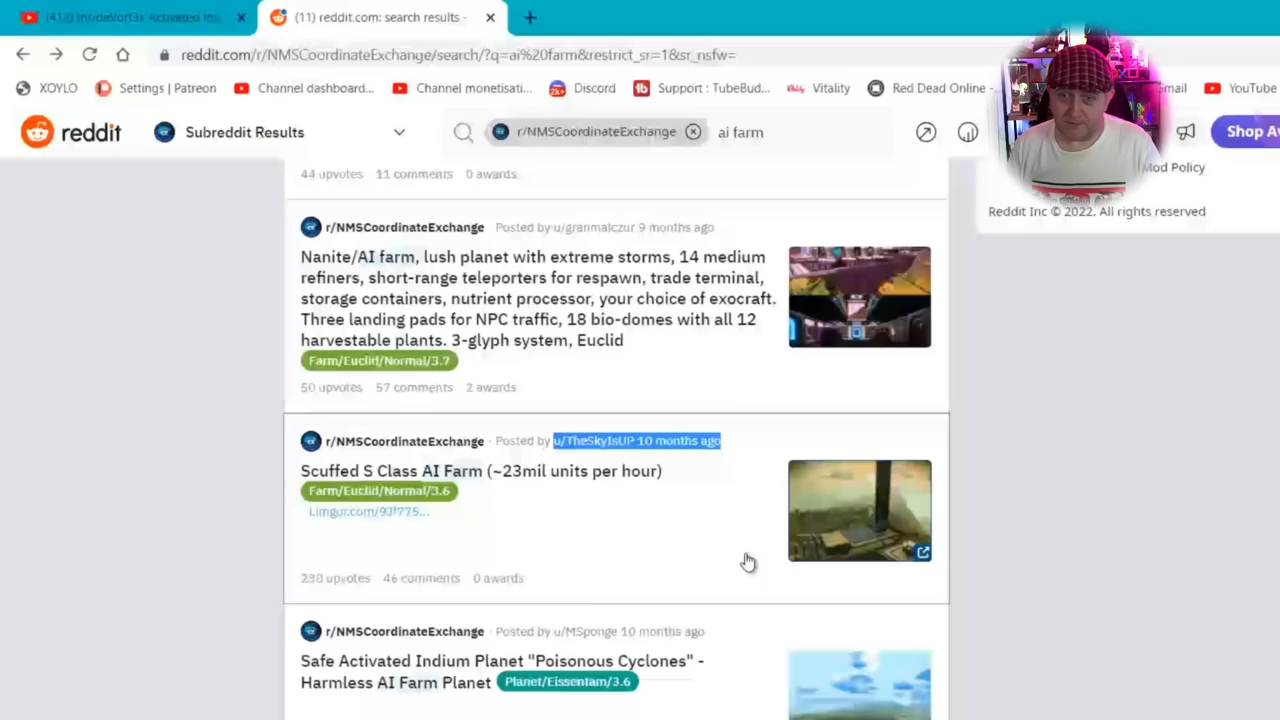 (11) reddit.com: search results -
reddit.com/r/NMSCoordinateExchange/search/?q=ai%20farm&restrict_sr=1&sr_nsfw=
XOYLO Settings | Patreon Channel dashboard... Channel monetisati... Discord Support : TubeBud... Vitality Red Dead Online - Gmail YouTube
reddit Subreddit Results r/NMSCoordinateExchange ai farm Shop Av
Mod Policy
44 upvotes 11 comments 0 awards
Reddit Inc © 2022. All rights reserved
r/NMSCoordinateExchange · Posted by u/granmalczur 9 months ago
Nanite/AI farm, lush planet with extreme storms, 14 medium
refiners, short-range teleporters for respawn, trade terminal,
storage containers, nutrient processor, your choice of exocraft.
Three landing pads for NPC traffic, 18 bio-domes with all 12
harvestable plants. 3-glyph system, Euclid
Farm/Euclid/Normal/3.7
50 upvotes 57 comments 2 awards
r/NMSCoordinateExchange · Posted by u/TheSkyIsUP 10 months ago
Scuffed S Class AI Farm (~23mil units per hour)
Farm/Euclid/Normal/3.6
i.imgur.com/93f775...
238 upvotes 46 comments 0 awards
r/NMSCoordinateExchange · Posted by u/MSponge 10 months ago
Safe Activated Indium Planet "Poisonous Cyclones" -
Harmless AI Farm Planet Planet/Eissentam/3.6